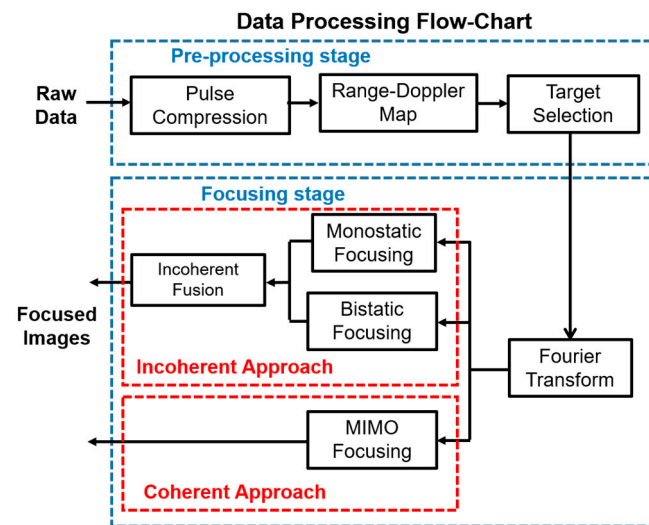 Data Processing Flow-Chart
Pre-processing stage
Raw
Data
Pulse
Compression
Range-Doppler
Map
Target
Selection
Focusing stage
Monostatic
Focusing
Incoherent
Fusion
Bistatic
Focusing
Focused
Images
Incoherent Approach
Fourier
Transform
MIMO
Focusing
Coherent Approach